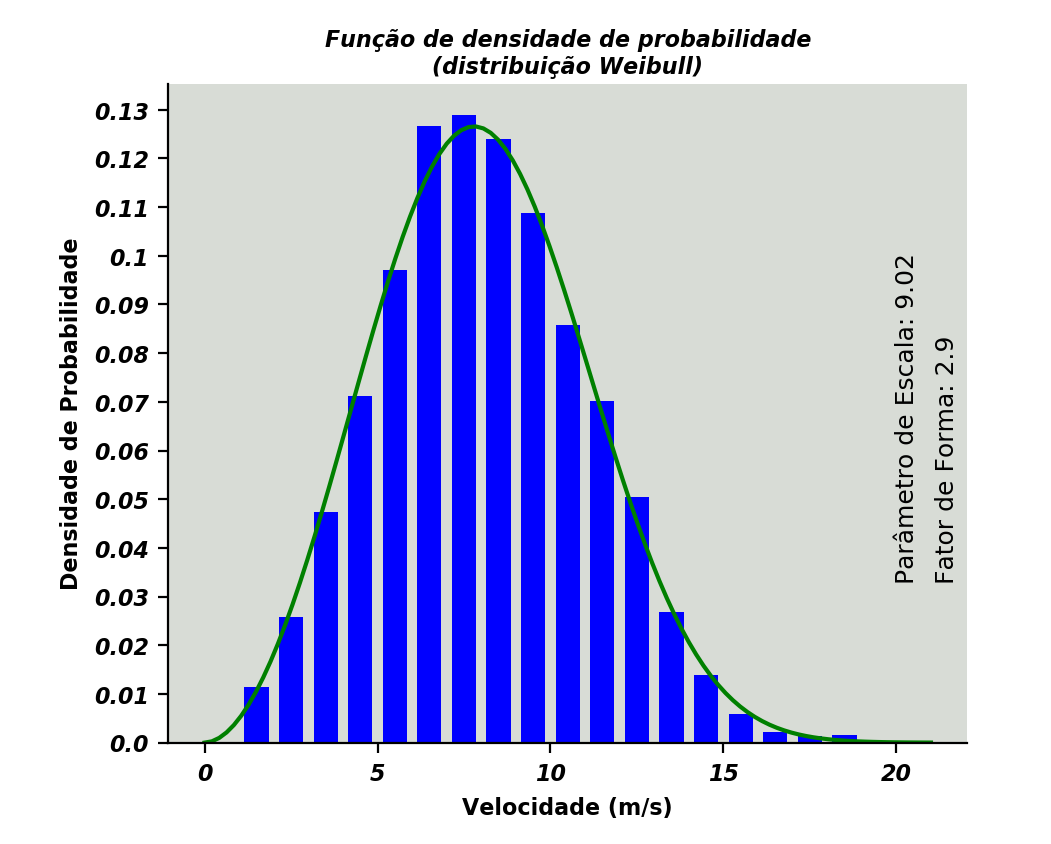 Função de densidade de probabilidade
(distribuição Weibull)
Densidade de Probabilidade
0.13
0.12
0.11
0.1
0.09
0.08
0.07
0.06
0.05
0.04
0.03
0.02
0.01
0.0
Parâmetro de Escala: 9.02
Fator de Forma: 2.9
0 5 10 15 20
Velocidade (m/s)